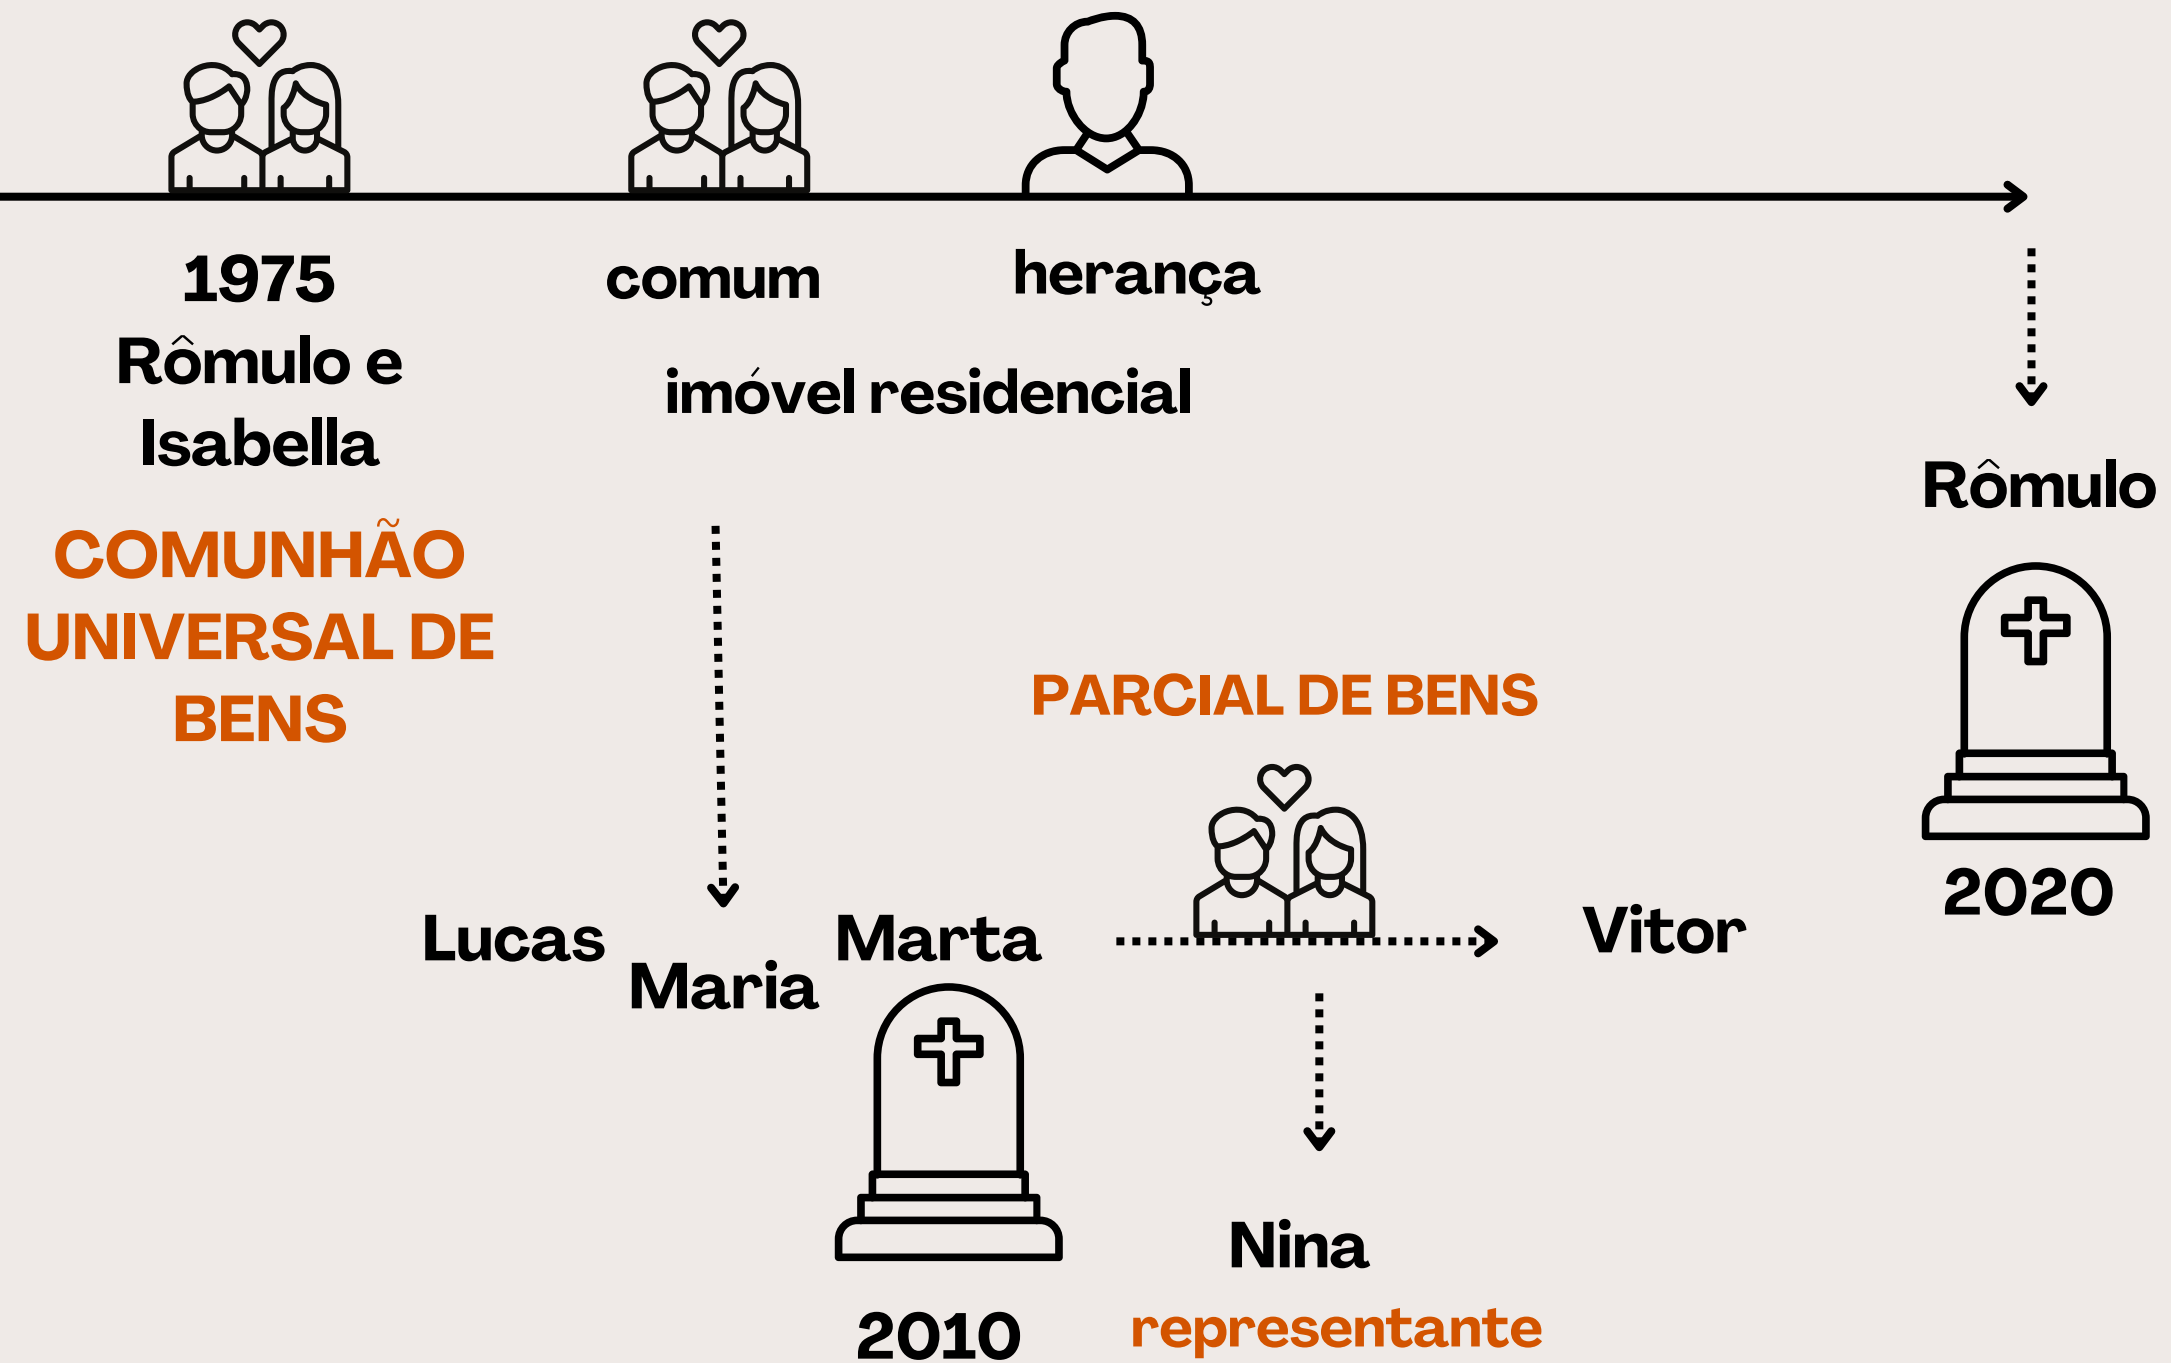 1975
Rômulo e
Isabella
COMUNHÃO
UNIVERSAL DE
BENS
comum
herança
imóvel residencial
Rômulo
2020
PARCIAL DE BENS
Lucas
Maria
Marta
Vitor
2010
Nina
representante